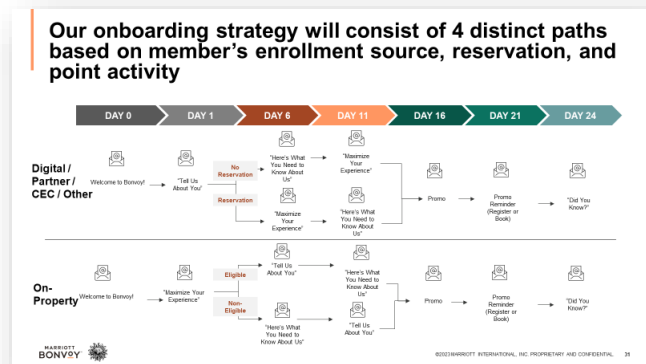 Our onboarding strategy will consist of 4 distinct paths
based on member's enrollment source, reservation, and
point activity
DAY 0
DAY 1
DAY 6
DAY 11
DAY 16
DAY 21
DAY 24
Digital /
Partner /
CEC / Other
Welcome to Bonvoy!
"Tell Us
About You"
No
Reservation
"Here's What
You Need to
Know About
Us"
"Maximize
Your
Experience"
Reservation
"Maximize
Your
Experience"
"Here's What
You Need to
Know About
Us"
Promo
Promo
Reminder
(Register or
Book)
"Did You
Know?"
On-
Property
Welcome to Bonvoy!
"Maximize Your
Experience"
Eligible
"Tell Us
About You"
"Here's What
You Need to
Know About
Us"
Non-
Eligible
"Here's What
You Need to
Know About Us"
"Tell Us
About You"
Promo
Promo
Reminder
(Register or
Book)
"Did You
Know?"
MARRIOTT
BONVOY
©2023 MARRIOTT INTERNATIONAL, INC. PROPRIETARY AND CONFIDENTIAL